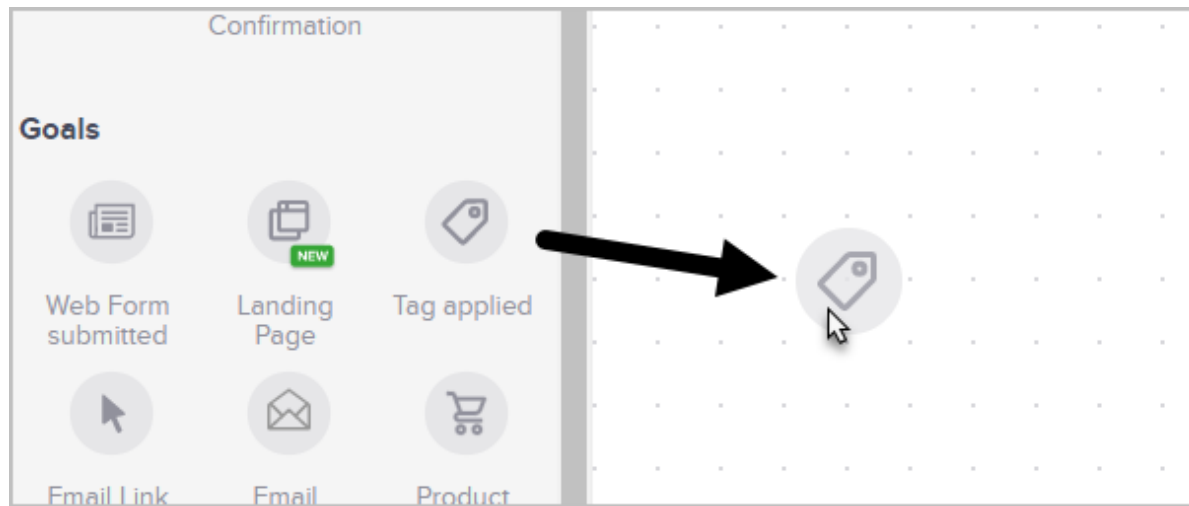 Confirmation
Goals
NEW
Web Form
submitted
Landing
Page
Tag applied
Email Link
Email
Product